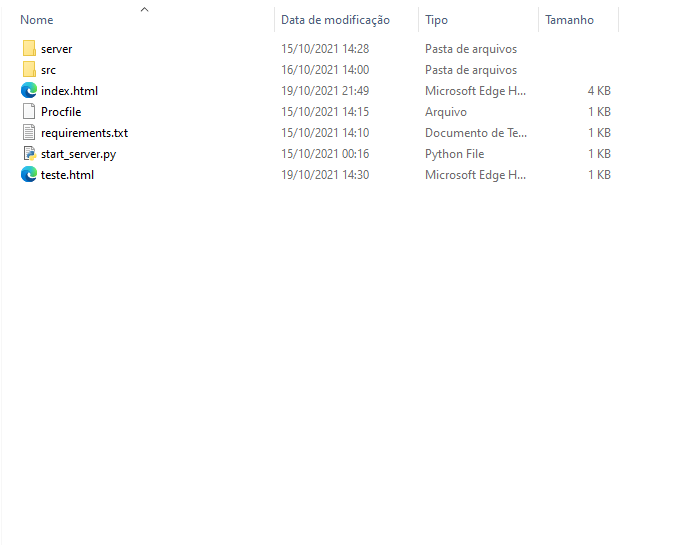 Nome Data de modificação Tipo Tamanho
server 15/10/2021 14:28 Pasta de arquivos
src 16/10/2021 14:00 Pasta de arquivos
index.html 19/10/2021 21:49 Microsoft Edge H... 4 KB
Procfile 15/10/2021 14:15 Arquivo 1 KB
requirements.txt 15/10/2021 14:10 Documento de Te... 1 KB
start_server.py 15/10/2021 00:16 Python File 1 KB
teste.html 19/10/2021 14:30 Microsoft Edge H... 1 KB